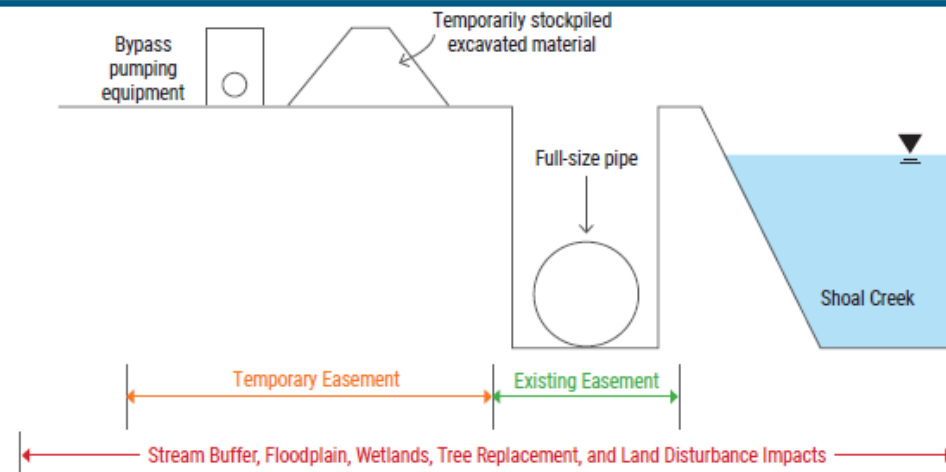 Temporarily stockpiled
excavated material
Bypass
pumping
equipment
Full-size pipe
Shoal Creek
Temporary Easement
Existing Easement
Stream Buffer, Floodplain, Wetlands, Tree Replacement, and Land Disturbance Impacts